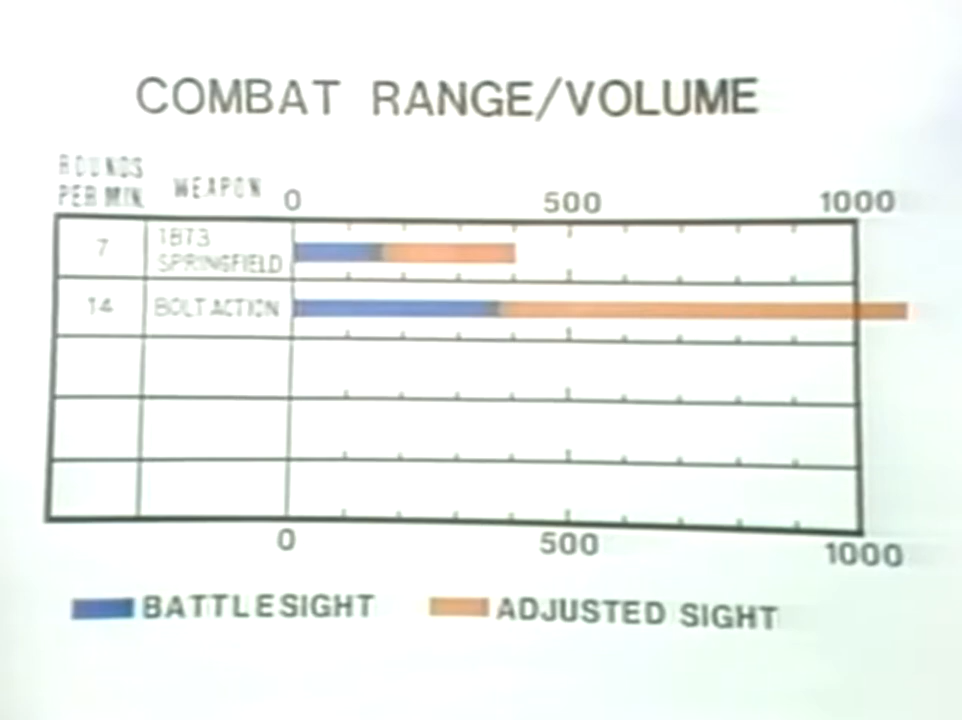 COMBAT RANGE/VOLUME
ROUNDS PER MIN. WEAPON 0 500 1000
7 1873 SPRINGFIELD
14 BOLT ACTION
0 500 1000
BATTLESIGHT ADJUSTED SIGHT